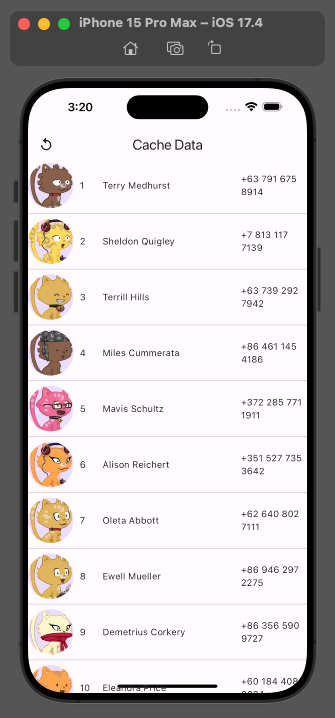 iPhone 15 Pro Max – iOS 17.4
3:20
Cache Data
1 Terry Medhurst +63 791 675
8914
2 Sheldon Quigley +7 813 117
7139
3 Terrill Hills +63 739 292
7942
4 Miles Cummerata +86 461 145
4186
5 Mavis Schultz +372 285 771
1911
6 Alison Reichert +351 527 735
3642
7 Oleta Abbott +62 640 802
7111
8 Ewell Mueller +86 946 297
2275
9 Demetrius Corkery +86 356 590
9727
10 Eleanora Price +60 184 408